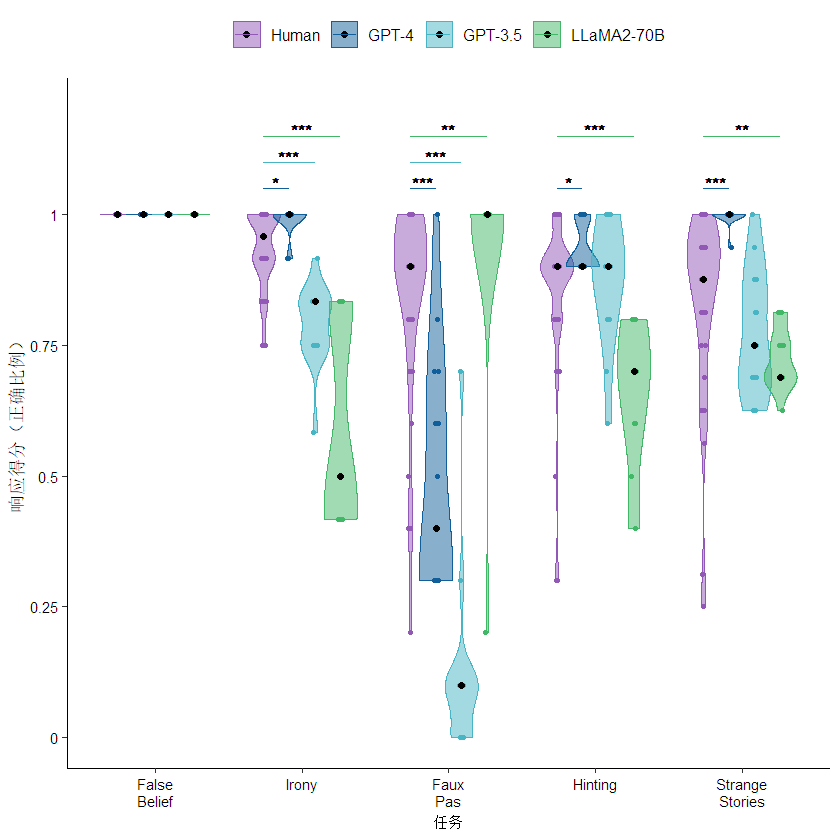 Human GPT-4 GPT-3.5 LLaMA2-70B
*** ** *** **
*** ***
* *** * ***
1
0.75
0.5
0.25
0
响应得分（正确比例）
False Belief
Irony
Faux Pas
Hinting
Strange Stories
任务